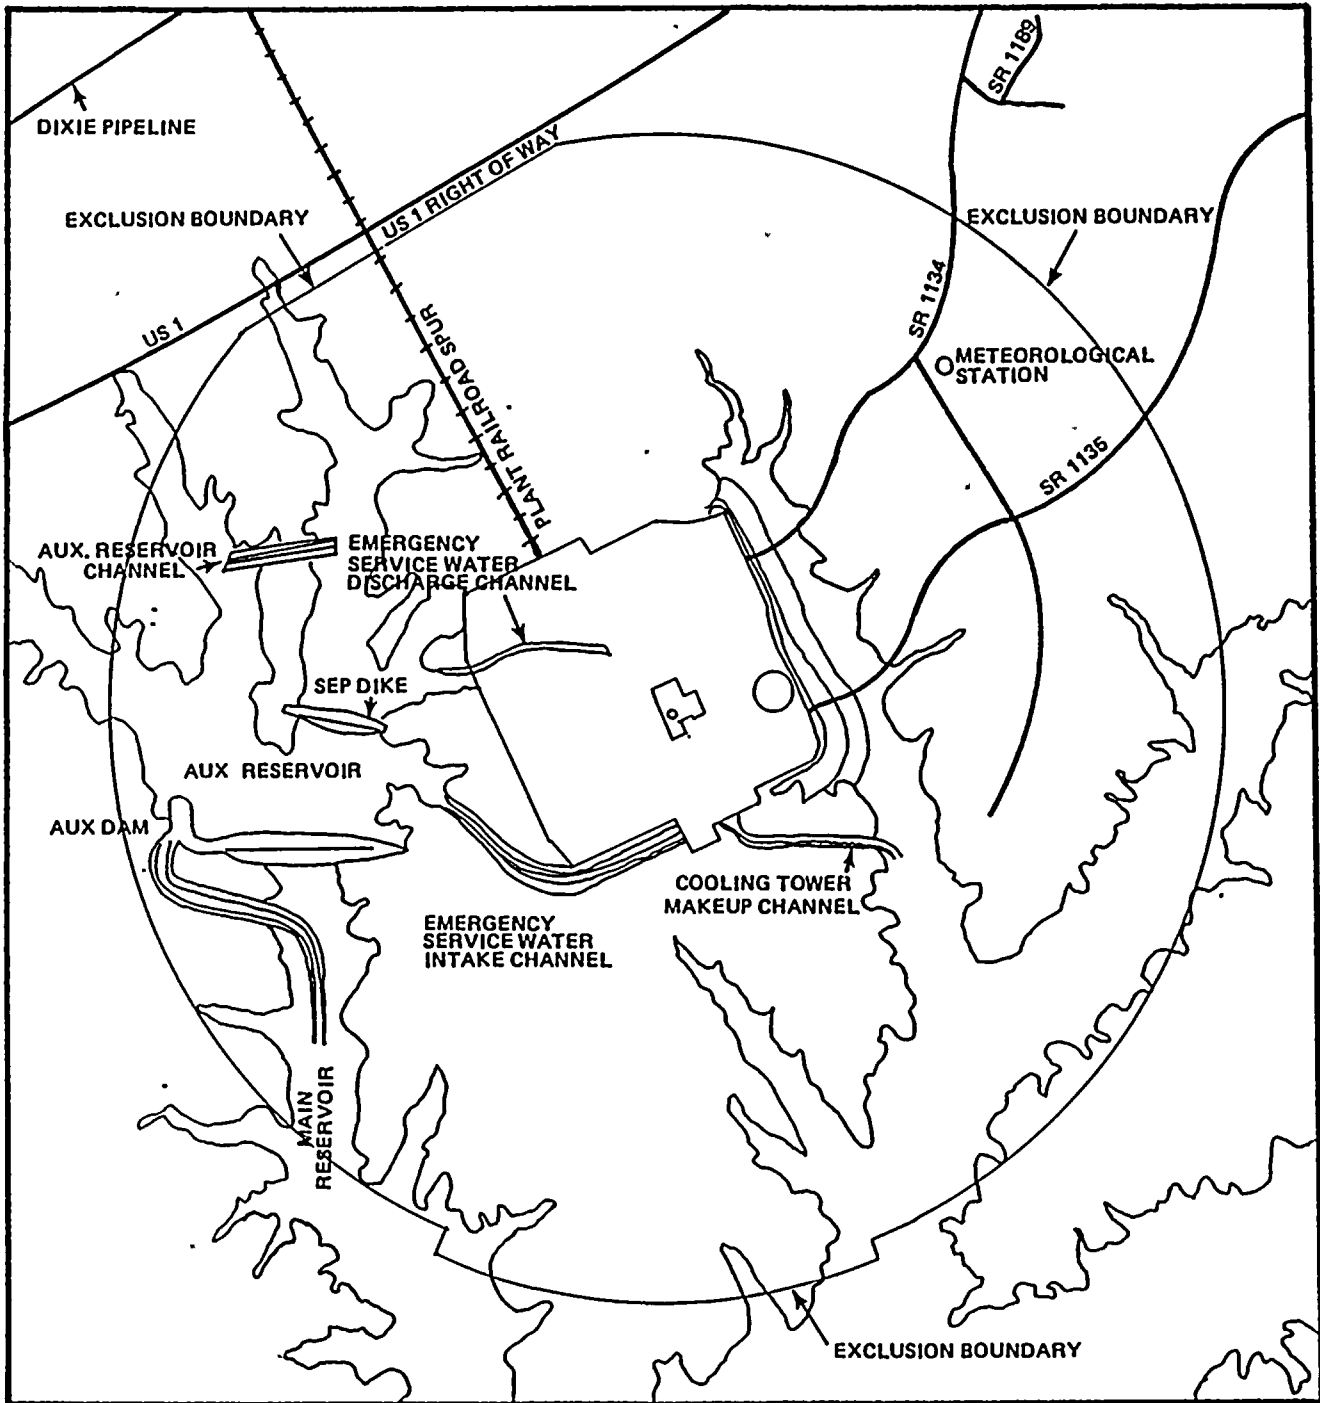 SR 1189
DIXIE PIPELINE
US 1 RIGHT OF WAY
EXCLUSION BOUNDARY
EXCLUSION BOUNDARY
US 1
SR 1134
PLANT RAILROAD SPUR
METEOROLOGICAL
STATION
SR 1135
AUX. RESERVOIR
CHANNEL
EMERGENCY
SERVICE WATER
DISCHARGE CHANNEL
SEP DIKE
AUX RESERVOIR
AUX DAM
COOLING TOWER
MAKEUP CHANNEL
EMERGENCY
SERVICE WATER
INTAKE CHANNEL
MAIN
RESERVOIR
EXCLUSION BOUNDARY